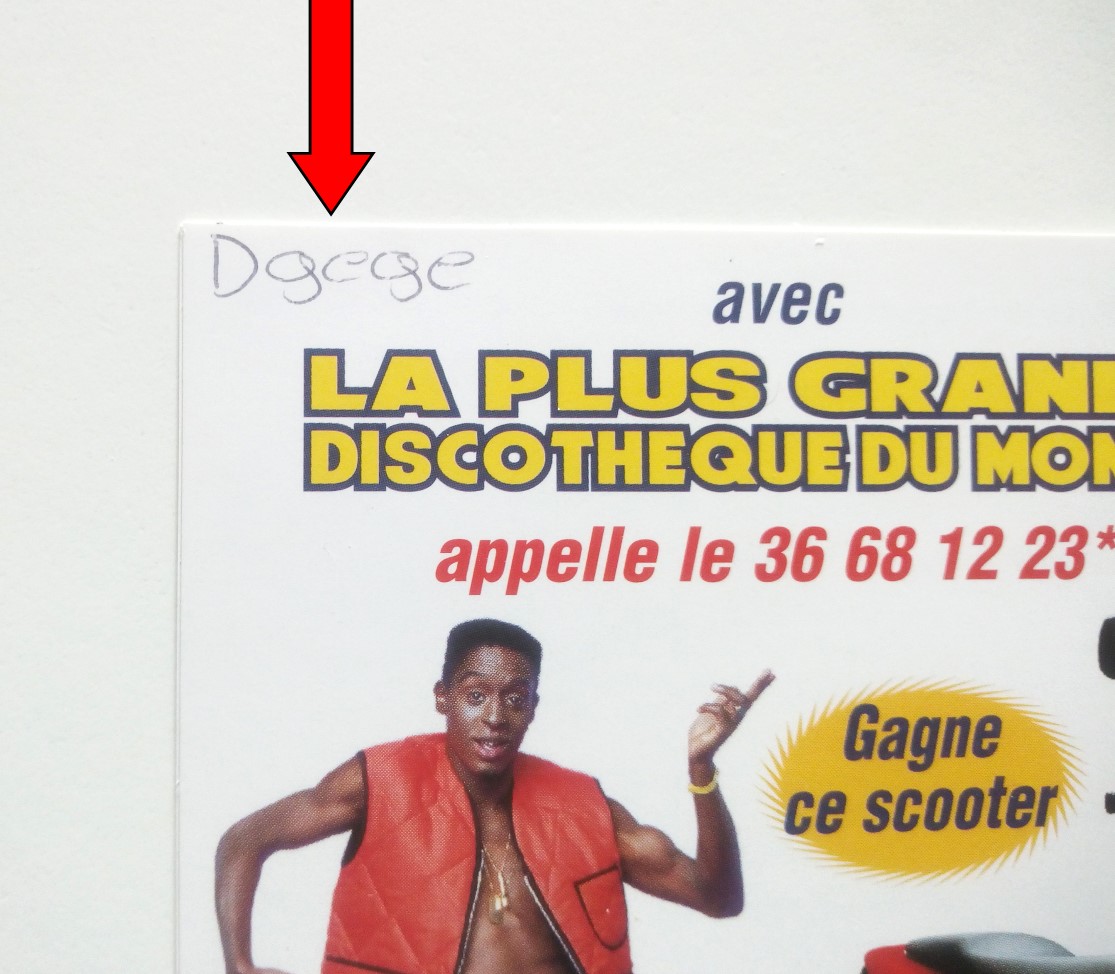 Dgege
avec
LA PLUS GRAN
DISCOTHEQUE DU MON
appelle le 36 68 12 23*
Gagne
ce scooter